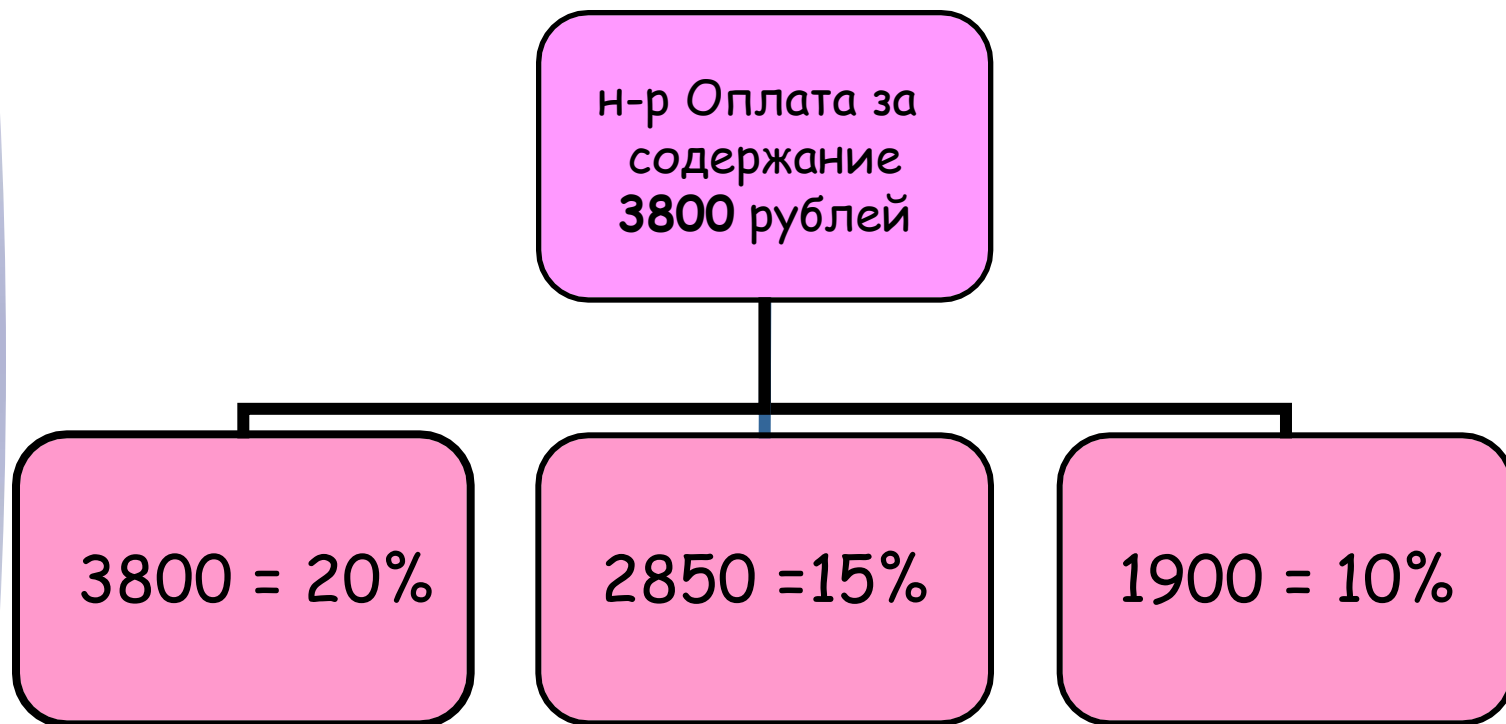 н-р Оплата за
содержание
3800 рублей
3800 = 20%
2850 =15%
1900 = 10%